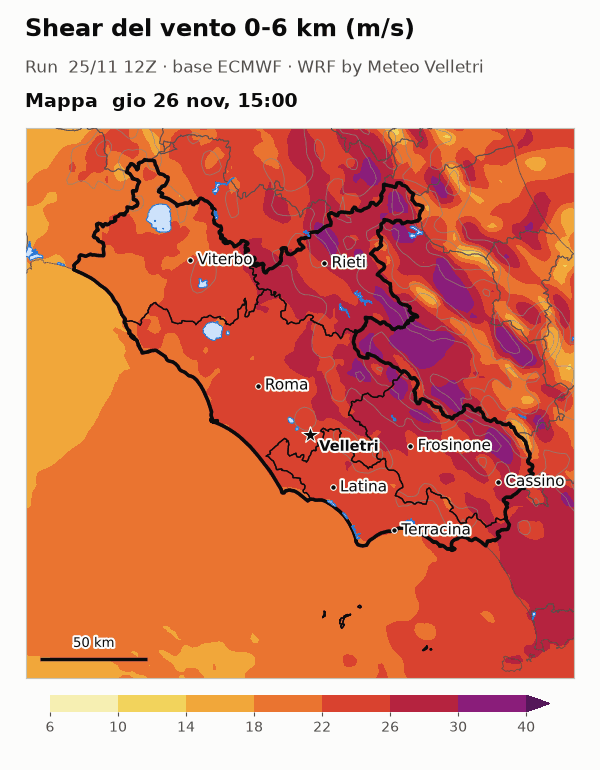 Shear del vento 0-6 km (m/s)
Run  25/11 12Z · base ECMWF · WRF by Meteo Velletri
Mappa  gio 26 nov, 15:00
Viterbo
Rieti
Roma
Velletri
Frosinone
Cassino
Latina
Terracina
50 km
6 10 14 18 22 26 30 40